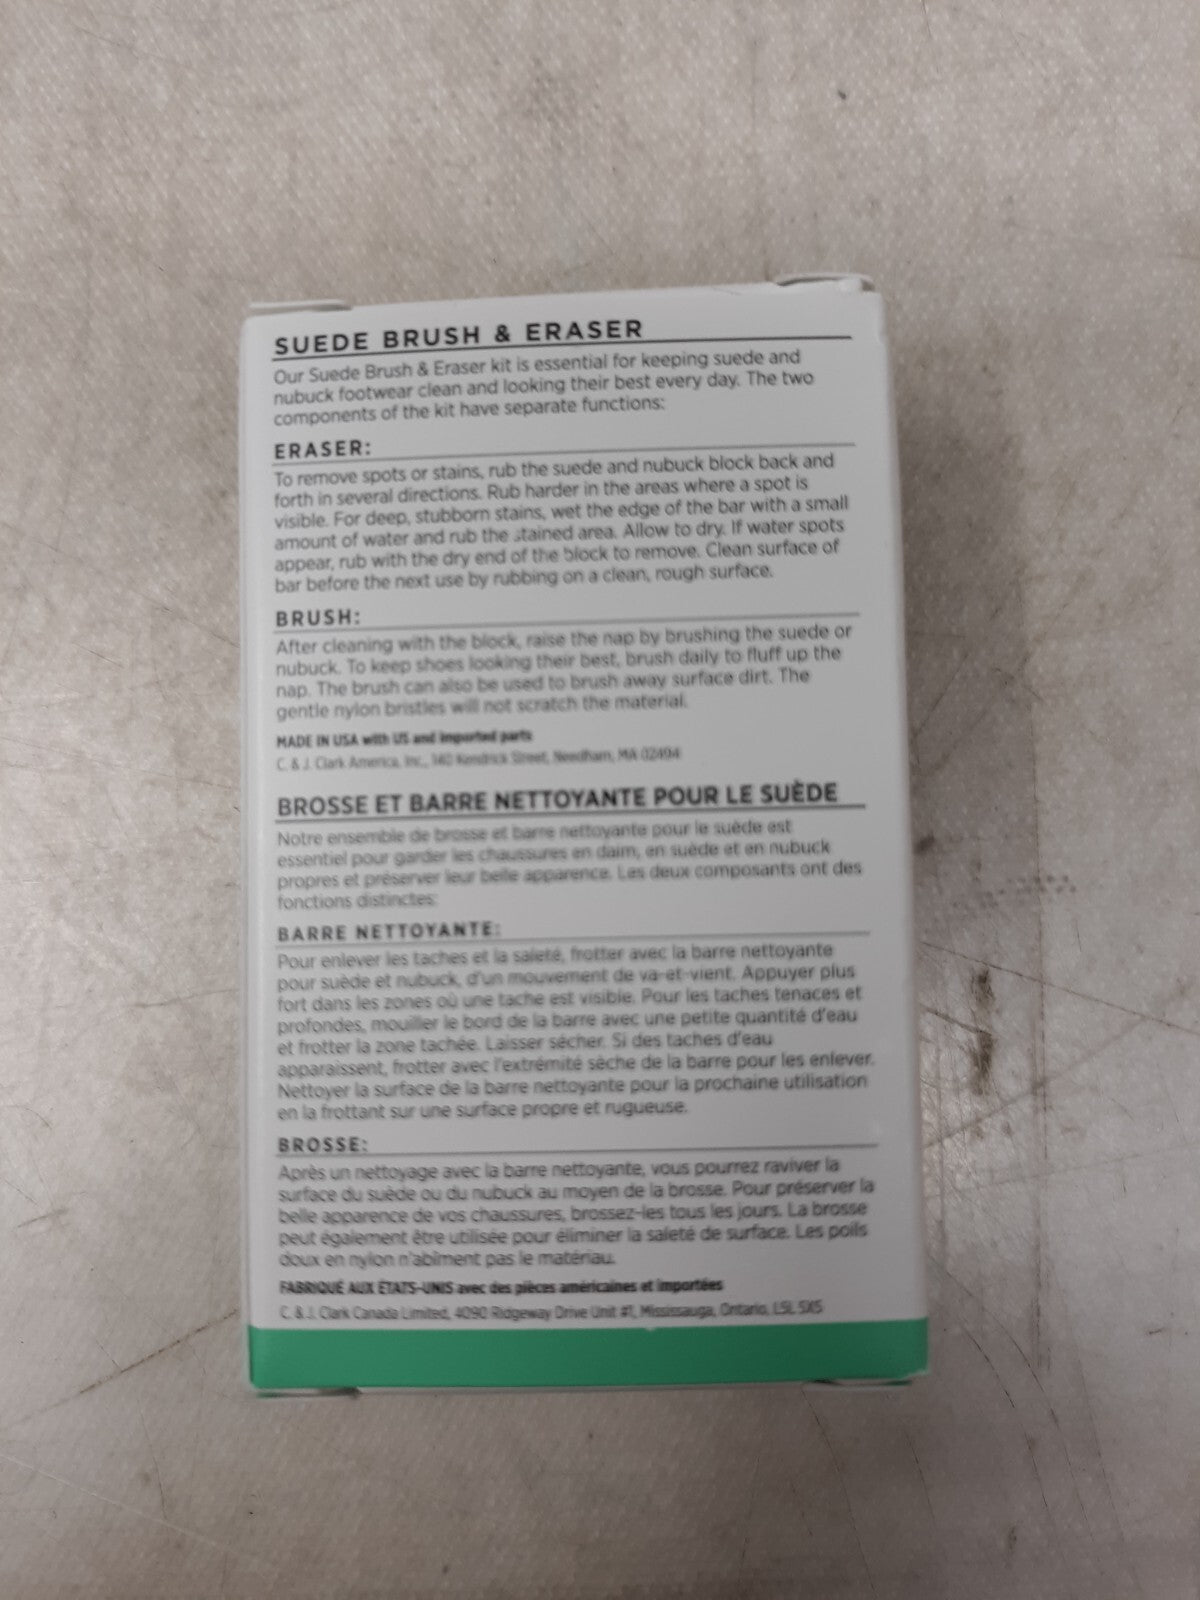 SUEDE BRUSH & ERASER
Our Suede Brush & Eraser kit is essential for keeping suede and
nubuck footwear clean and looking their best every day. The two
components of the kit have separate functions:
ERASER:
To remove spots or stains, rub the suede and nubuck block back and
forth in several directions. Rub harder in the areas where a spot is
visible. For deep, stubborn stains, wet the edge of the bar with a small
amount of water and rub the stained area. Allow to dry. If water spots
appear, rub with the dry end of the block to remove. Clean surface of
bar before the next use by rubbing on a clean, rough surface.
BRUSH:
After cleaning with the block, raise the nap by brushing the suede or
nubuck. To keep shoes looking their best, brush daily to fluff up the
nap. The brush can also be used to brush away surface dirt. The
gentle nylon bristles will not scratch the material.
MADE IN USA with US and imported parts
C. & J. Clark America, Inc., 140 Kendrick Street, Needham, MA 02494
BROSSE ET BARRE NETTOYANTE POUR LE SUÈDE
Notre ensemble de brosse et barre nettoyante pour le suède est
essentiel pour garder les chaussures en daim, en suède et en nubuck
propres et préserver leur belle apparence. Les deux composants ont des
fonctions distinctes:
BARRE NETTOYANTE:
Pour enlever les taches et la saleté, frotter avec la barre nettoyante
pour suède et nubuck, d'un mouvement de va-et-vient. Appuyer plus
fort dans les zones où une tache est visible. Pour les taches tenaces et
profondes, mouiller le bord de la barre avec une petite quantité d'eau
et frotter la zone tachée. Laisser sécher. Si des taches d'eau
apparaissent, frotter avec l'extrémité sèche de la barre pour les enlever.
Nettoyer la surface de la barre nettoyante pour la prochaine utilisation
en la frottant sur une surface propre et rugueuse.
BROSSE:
Après un nettoyage avec la barre nettoyante, vous pourrez raviver la
surface du suède ou du nubuck au moyen de la brosse. Pour préserver la
belle apparence de vos chaussures, brossez-les tous les jours. La brosse
peut également être utilisée pour éliminer la saleté de surface. Les poils
doux en nylon n'abîment pas le matériau.
FABRIQUÉ AUX ÉTATS-UNIS avec des pièces américaines et importées
C. & J. Clark Canada Limited, 4090 Ridgeway Drive Unit #1, Mississauga, Ontario, L5L 5X5